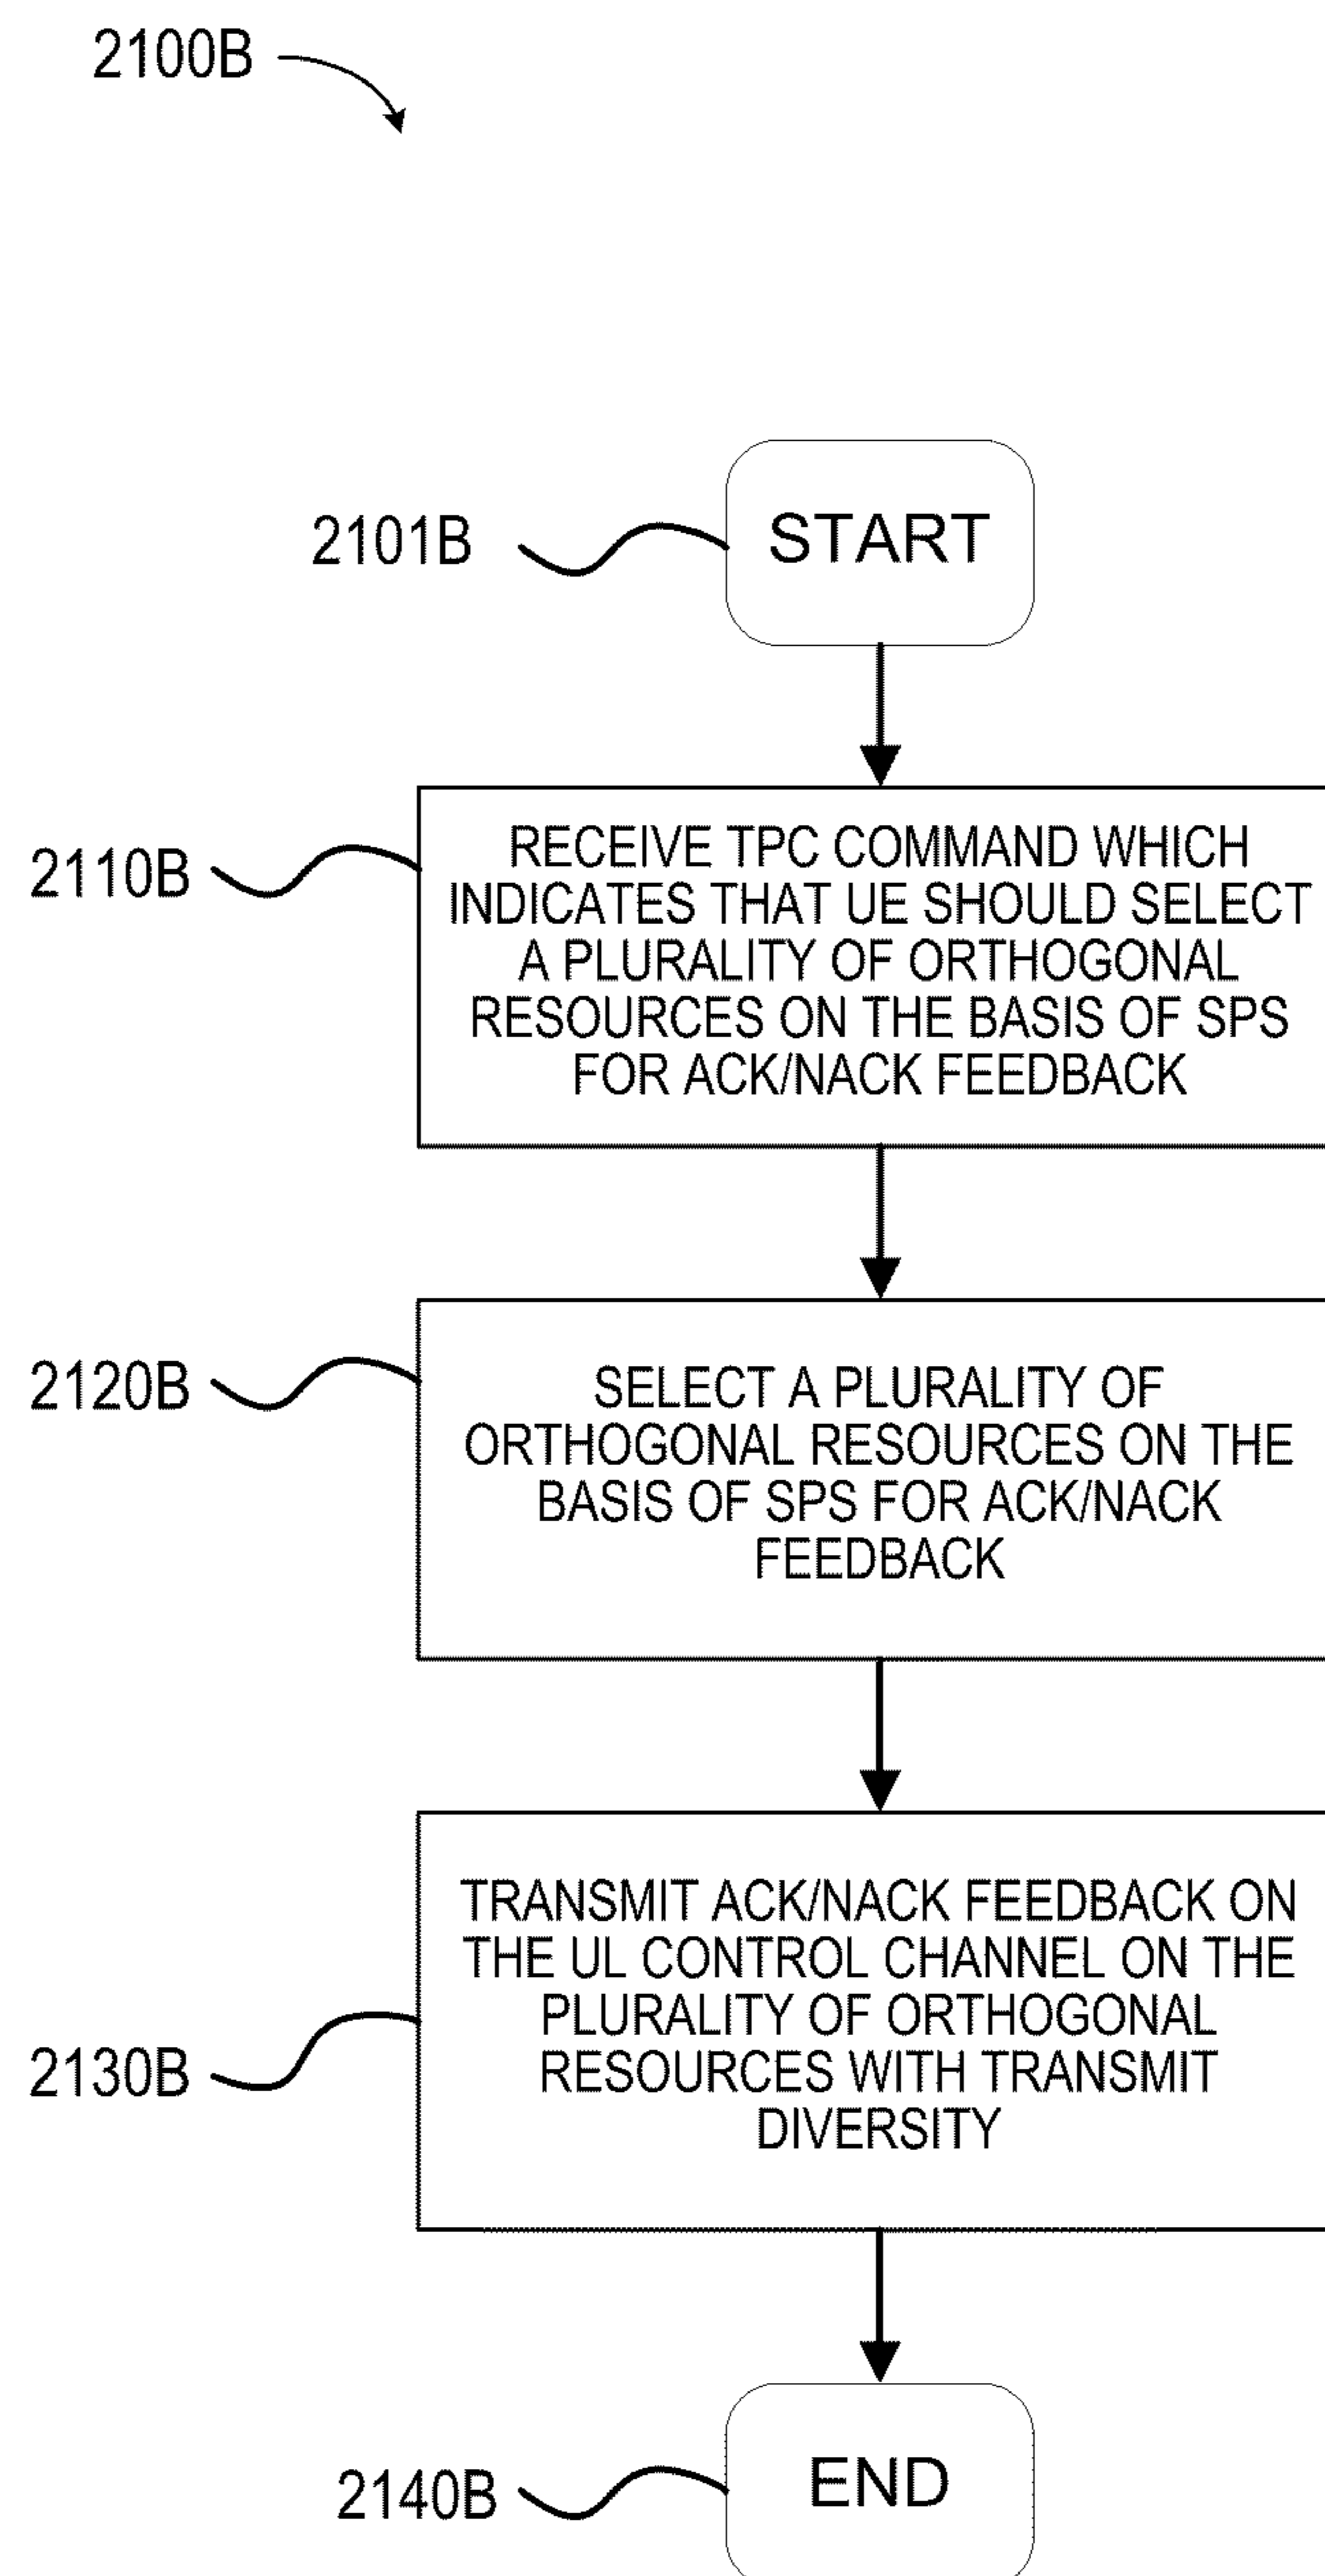 2100B
2101B
START
2110B
RECEIVE TPC COMMAND WHICH
INDICATES THAT UE SHOULD SELECT
A PLURALITY OF ORTHOGONAL
RESOURCES ON THE BASIS OF SPS
FOR ACK/NACK FEEDBACK
2120B
SELECT A PLURALITY OF
ORTHOGONAL RESOURCES ON THE
BASIS OF SPS FOR ACK/NACK
FEEDBACK
2130B
TRANSMIT ACK/NACK FEEDBACK ON
THE UL CONTROL CHANNEL ON THE
PLURALITY OF ORTHOGONAL
RESOURCES WITH TRANSMIT
DIVERSITY
2140B
END